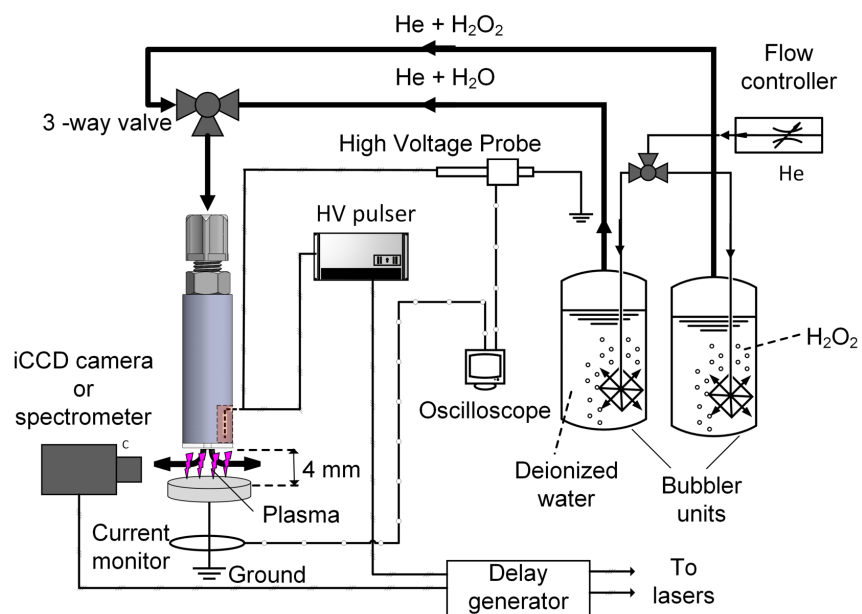 He + H2O2
He + H2O
Flow
controller
3 -way valve
High Voltage Probe
He
HV pulser
H2O2
iCCD camera
or
spectrometer
C
Oscilloscope
4 mm
Deionized
water
Bubbler
units
Plasma
Current
monitor
Ground
Delay
generator
To
lasers